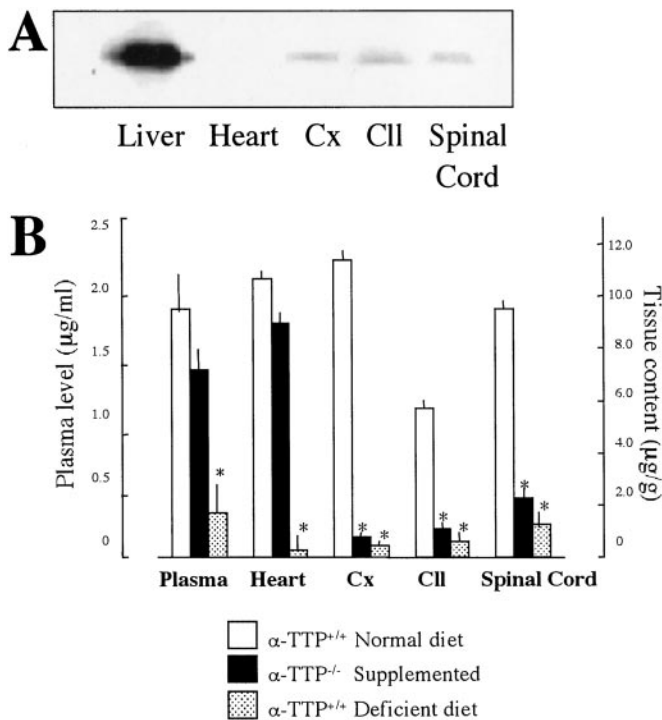 A
Liver Heart Cx Cll Spinal Cord
B
Plasma level (µg/ml)
2.5
2.0
1.5
1.0
0.5
0
Tissue content (µg/g)
12.0
10.0
8.0
6.0
4.0
2.0
0
* * * * * * * *
Plasma Heart Cx Cll Spinal Cord
α-TTP+/+ Normal diet
α-TTP-/- Supplemented
α-TTP+/+ Deficient diet